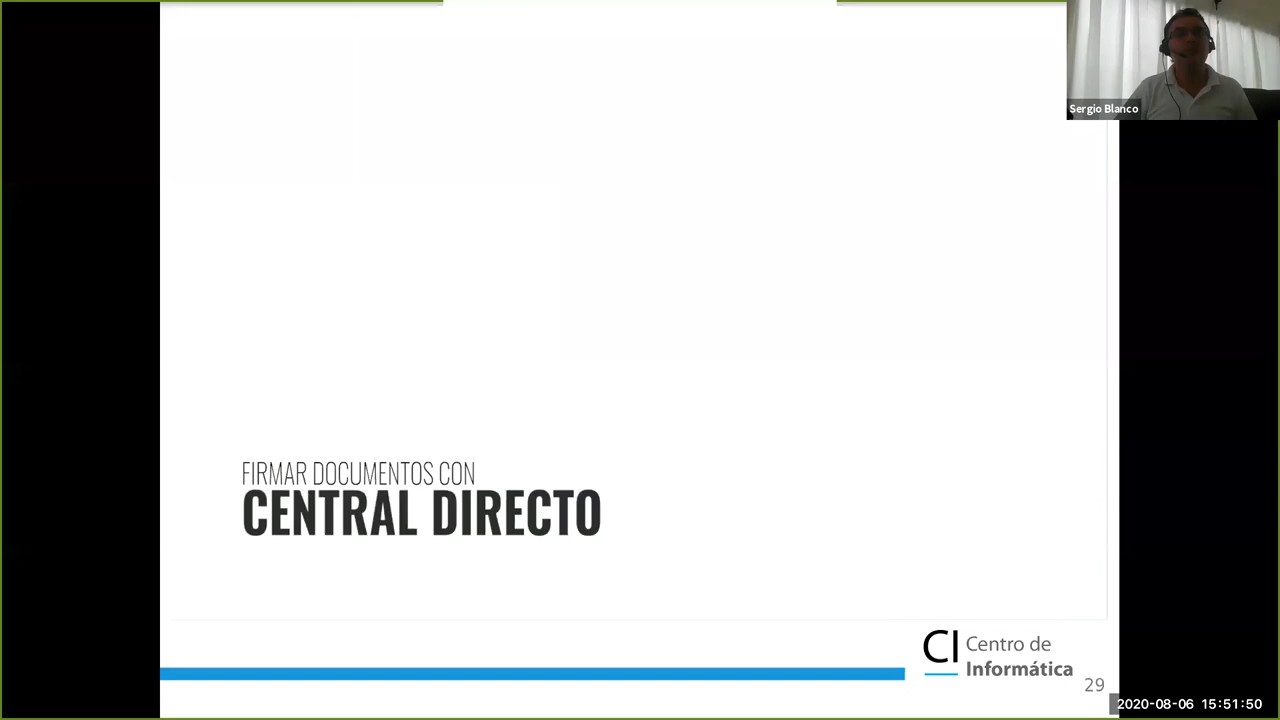 Sergio Blanco
FIRMAR DOCUMENTOS CON
CENTRAL DIRECTO
CI Centro de
Informática
29
2020-08-06 15:51:50